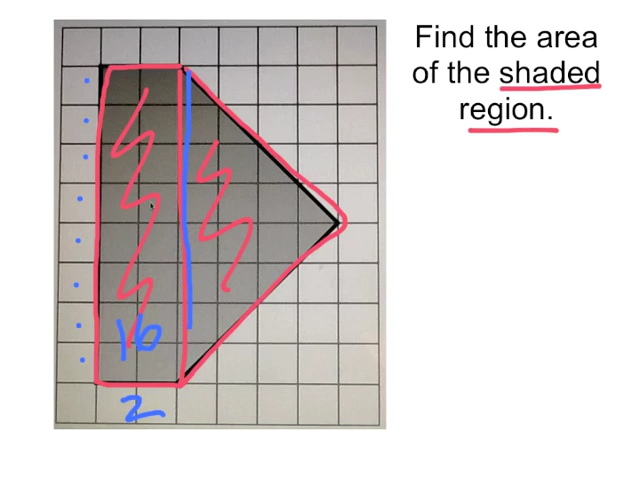 Find the area
of the shaded
region.
16
2